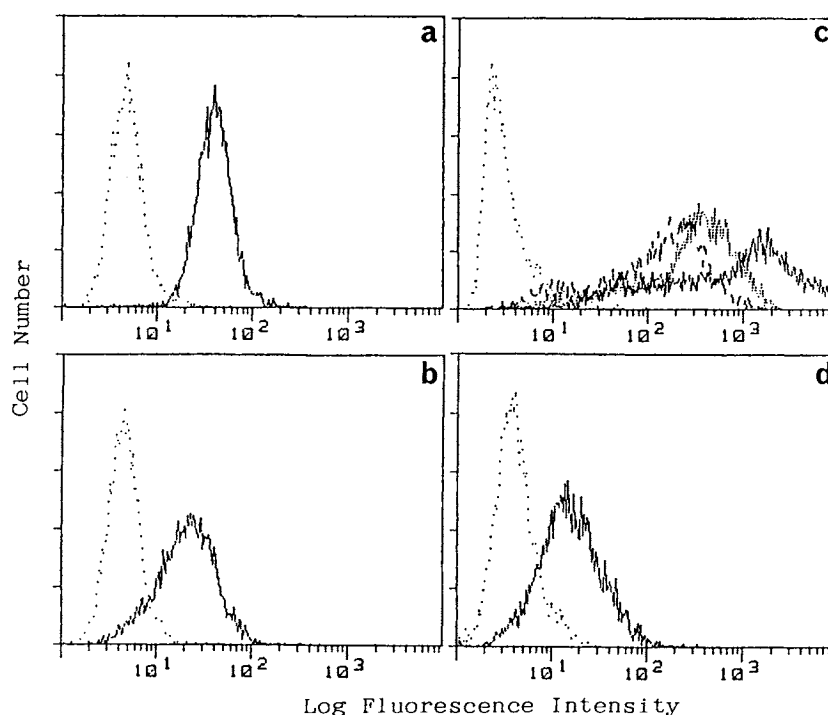 a
c
10¹ 10² 10³
10¹ 10² 10³
Cell Number
b
d
10¹ 10² 10³
10¹ 10² 10³
Log Fluorescence Intensity